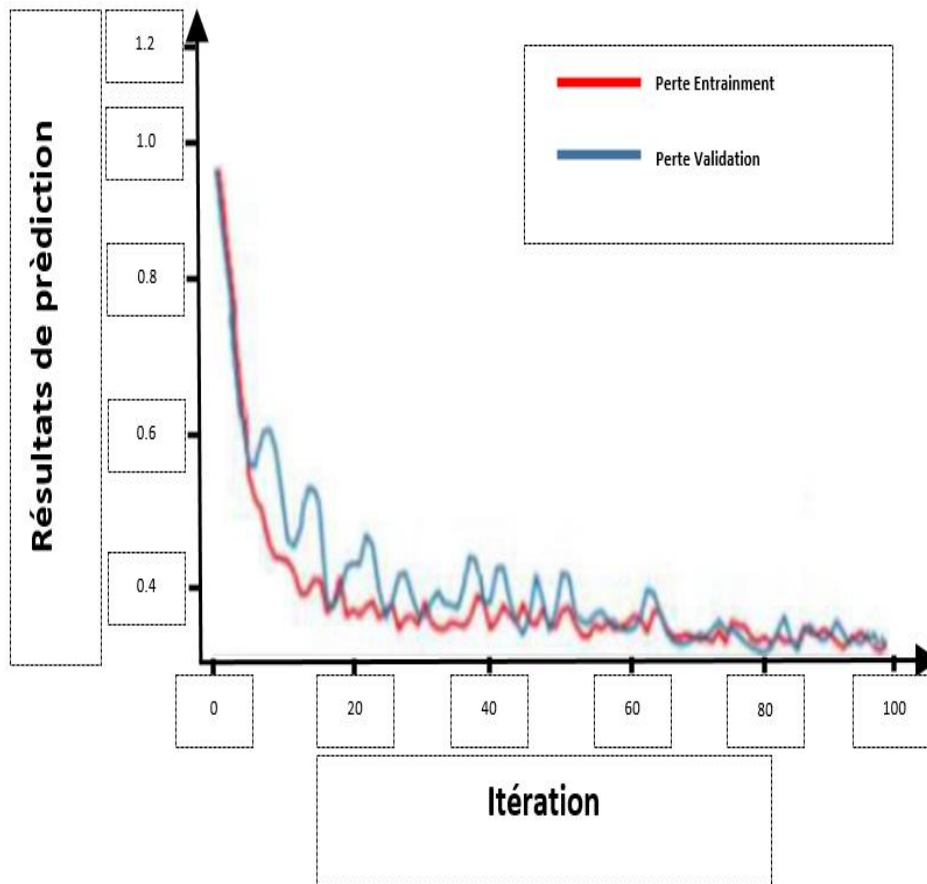 Résultats de prèdiction
1.2
1.0
0.8
0.6
0.4
Perte Entrainment
Perte Validation
0
20
40
60
80
100
Itération